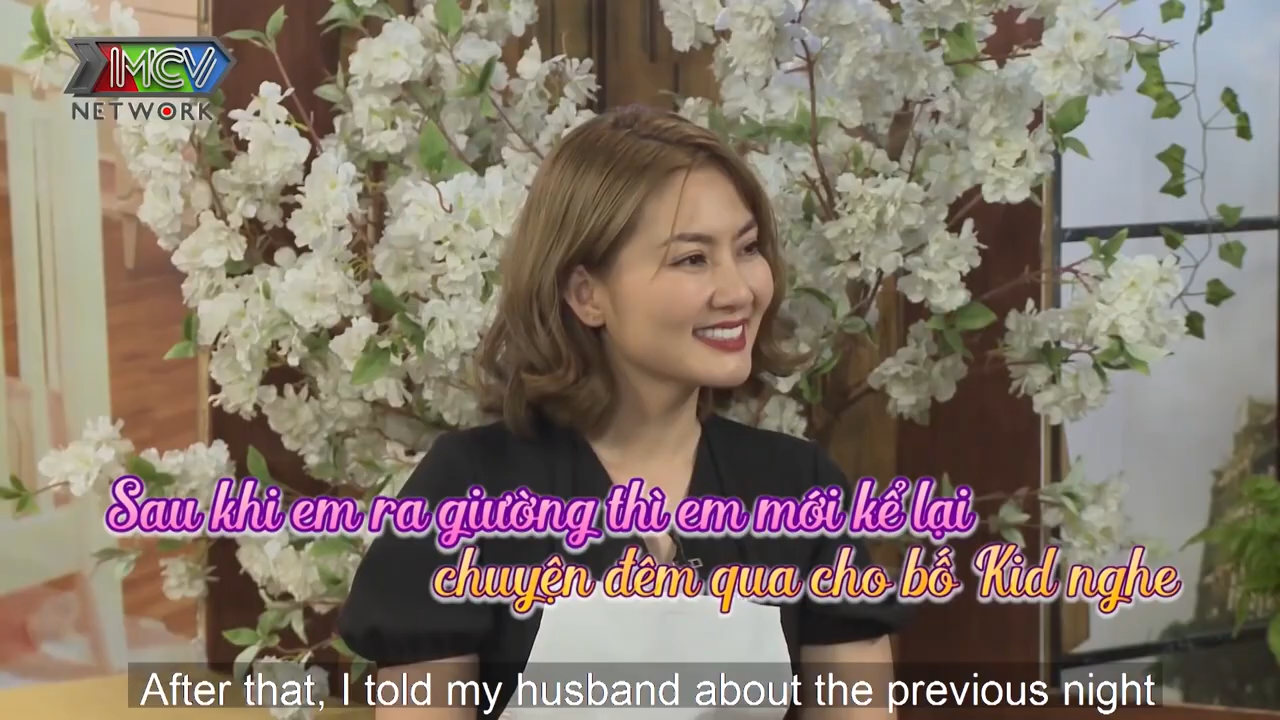 MCV
NETWORK
Sau khi em ra giường thì em mới kể lại
chuyện đêm qua cho bố Kid nghe
After that, I told my husband about the previous night